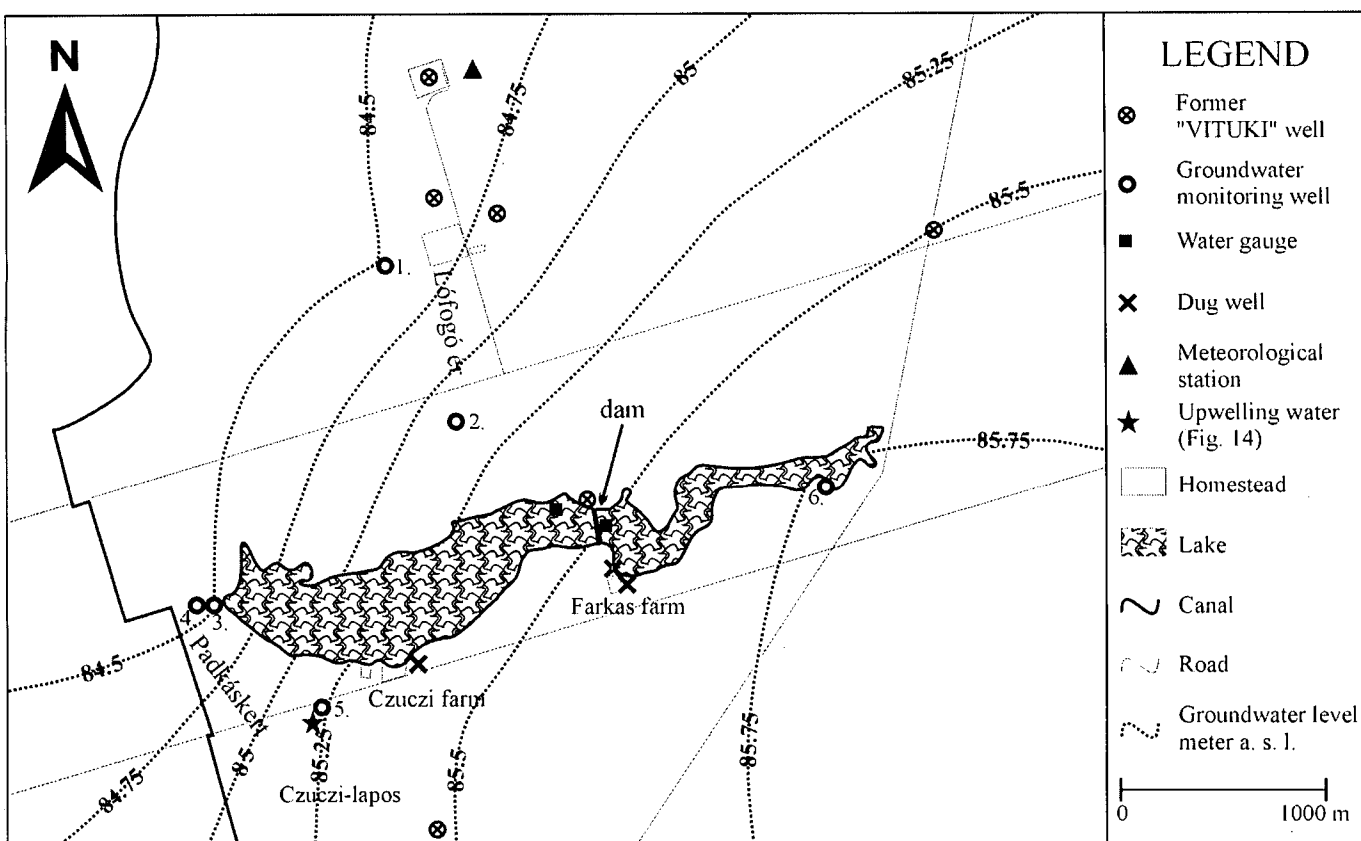 N
84.5
84.75
85
85.25
85.5
1.
Lófogó ér
2.
dam
85.75
6.
4.
3.
Farkas farm
84.5
Padkáskert
Czuczi farm
5.
84.75
85
85.25
85.5
85.75
Czuczi-lapos
LEGEND
Former
"VITUKI" well
Groundwater
monitoring well
Water gauge
Dug well
Meteorological
station
Upwelling water
(Fig. 14)
Homestead
Lake
Canal
Road
Groundwater level
meter a. s. l.
0
1000 m